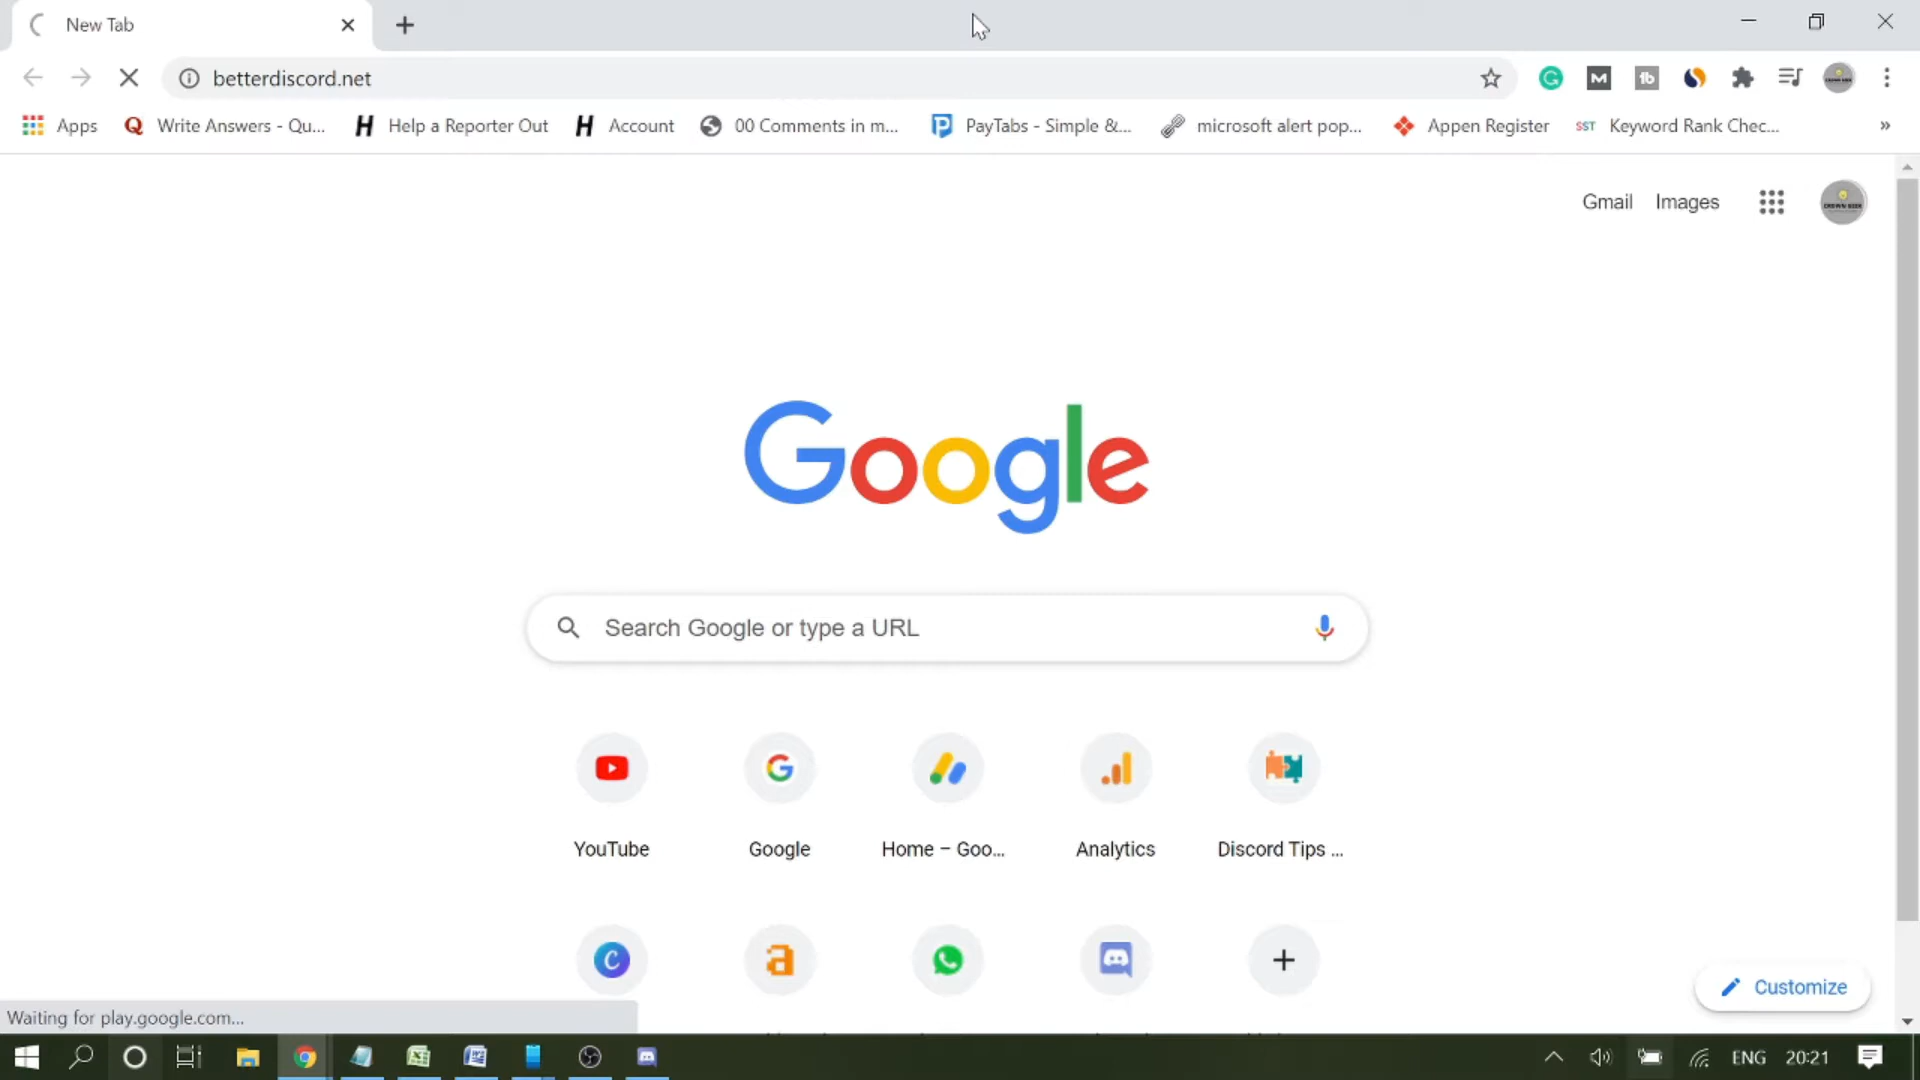 New Tab
betterdiscord.net
Apps
Write Answers - Qu...
Help a Reporter Out
Account
00 Comments in m...
PayTabs - Simple &...
microsoft alert pop...
Appen Register
SST
Keyword Rank Chec...
»
Gmail
Images
Google
Search Google or type a URL
YouTube
Google
Home – Goo...
Analytics
Discord Tips ...
Customize
Waiting for play.google.com...
ENG
20:21